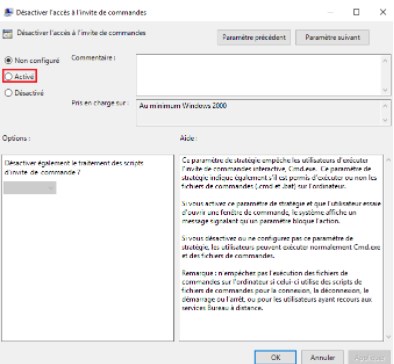 Désactiver l'accès à l'invite de commandes
Désactiver l'accès à l'invite de commandes
Paramètre précédent
Paramètre suivant
Non configuré
Commentaire :
Activé
Désactivé
Pris en charge sur :
Au minimum Windows 2000
Options :
Aide :
Désactiver également le traitement des scripts
d'invite de commande ?
Ce paramètre de stratégie empêche les utilisateurs d'exécuter
l'invite de commandes interactive, Cmd.exe. Ce paramètre de
stratégie indique également s'il est permis d'exécuter ou non les
fichiers de commandes (.cmd et .bat) sur l'ordinateur.
Si vous activez ce paramètre de stratégie et que l'utilisateur essaie
d'ouvrir une fenêtre de commande, le système affiche un
message signalant qu'un paramètre bloque l'action.
Si vous désactivez ou ne configurez pas ce paramètre de
stratégie, les utilisateurs peuvent exécuter normalement Cmd.exe
et des fichiers de commandes.
Remarque : n'empêchez pas l'exécution des fichiers de
commandes sur l'ordinateur si celui-ci utilise des scripts de
fichiers de commandes pour la connexion, la déconnexion, le
démarrage ou l'arrêt, ou pour les utilisateurs ayant recours aux
services Bureau à distance.
OK
Annuler
Appliquer